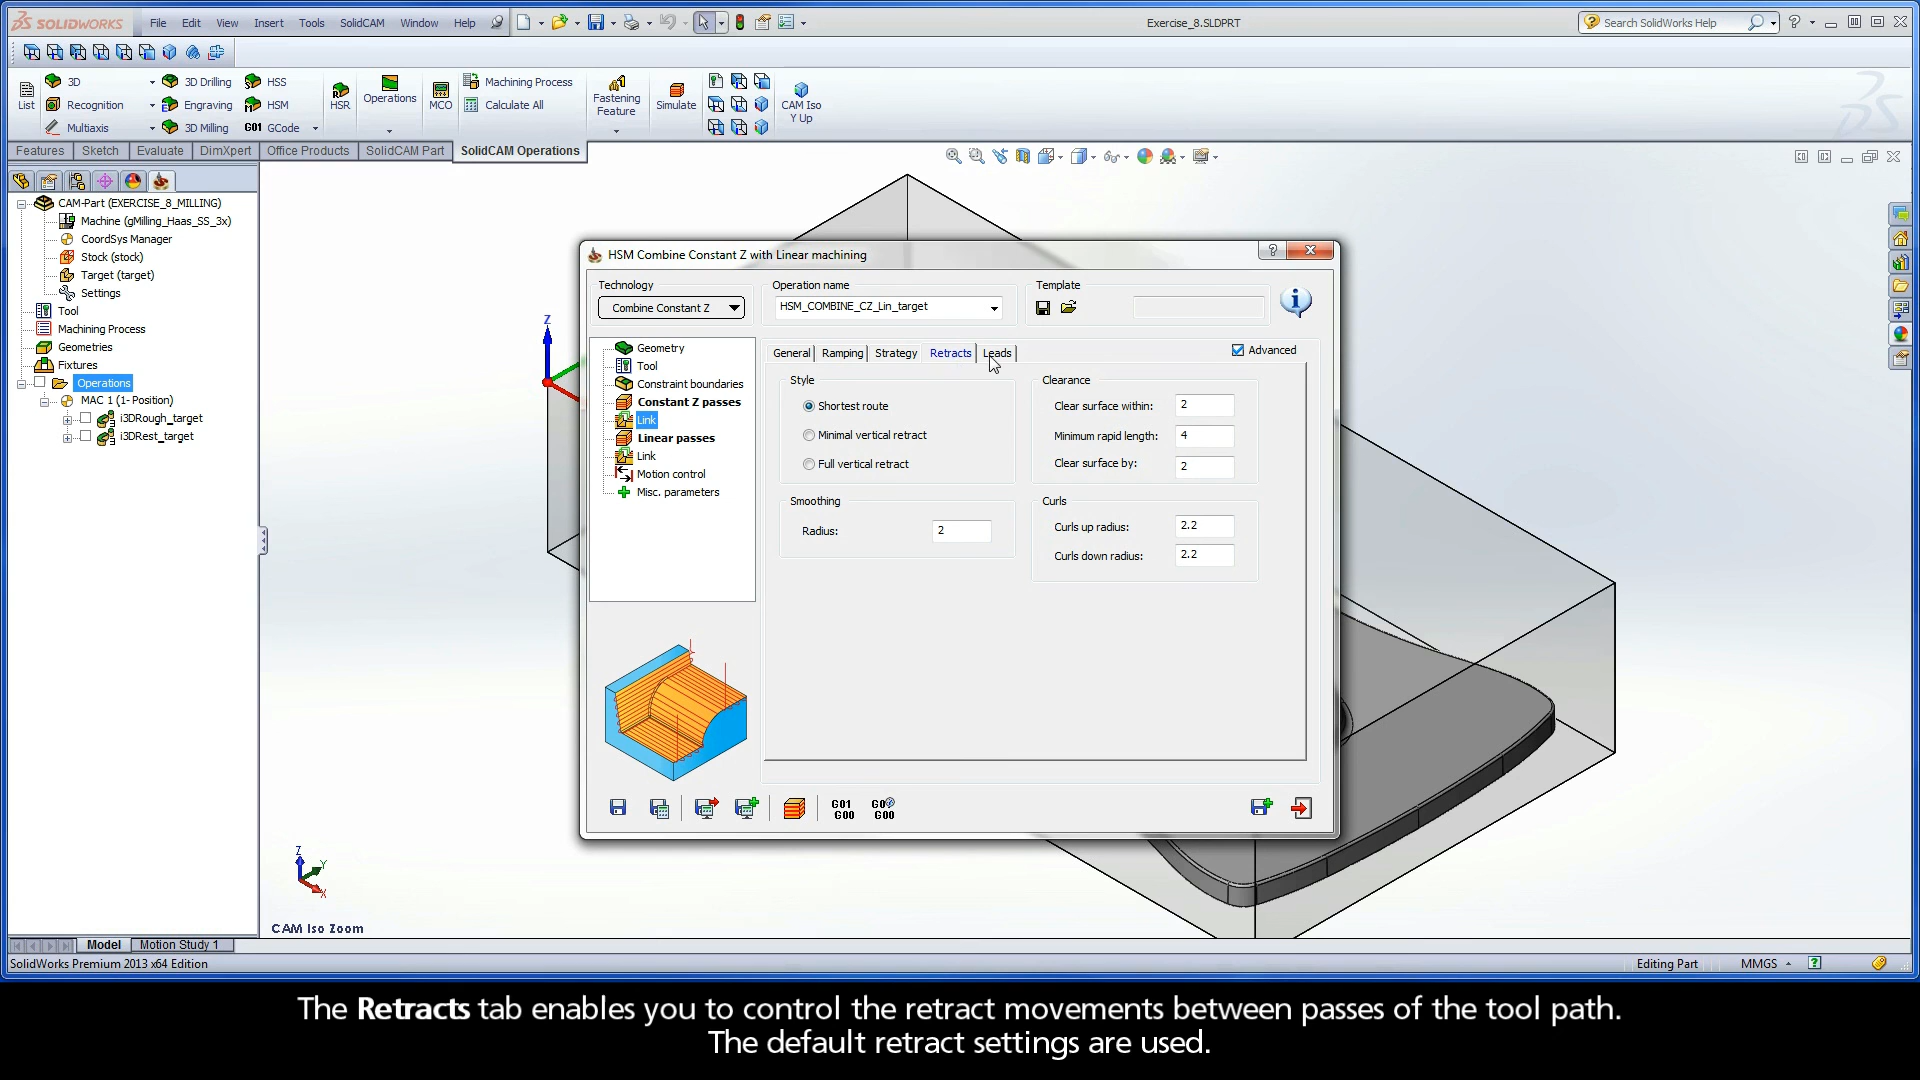 SOLIDWORKS File Edit View Insert Tools SolidCAM Window Help Exercise_8.SLDPRT Search SolidWorks Help
3D 3D Drilling HSS Machining Process
List Recognition Engraving HSM HSR Operations MCO Calculate All Fastening Feature Simulate CAM Iso Y Up
Multiaxis 3D Milling G01 GCode
Features Sketch Evaluate DimXpert Office Products SolidCAM Part SolidCAM Operations
CAM-Part (EXERCISE_8_MILLING)
Machine (gMilling_Haas_SS_3x)
CoordSys Manager
Stock (stock)
Target (target)
Settings
Tool
Machining Process
Geometries
Fixtures
Operations
MAC 1 (1- Position)
i3DRough_target
i3DRest_target
Z
HSM Combine Constant Z with Linear machining
Technology Operation name Template
Combine Constant Z HSM_COMBINE_CZ_Lin_target
Geometry
Tool
Constraint boundaries
Constant Z passes
Link
Linear passes
Link
Motion control
Misc. parameters
General Ramping Strategy Retracts Leads Advanced
Style
Shortest route
Minimal vertical retract
Full vertical retract
Clearance
Clear surface within: 2
Minimum rapid length: 4
Clear surface by: 2
Smoothing
Radius: 2
Curls
Curls up radius: 2.2
Curls down radius: 2.2
G01 G00
G00
Z
Y
X
CAM Iso Zoom
Model Motion Study 1
SolidWorks Premium 2013 x64 Edition Editing Part MMGS
The Retracts tab enables you to control the retract movements between passes of the tool path.
The default retract settings are used.